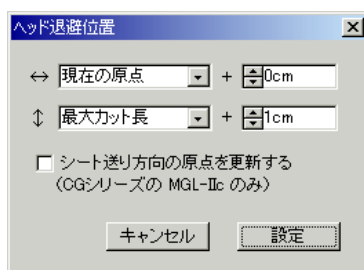 ヘッド退避位置
↔ 現在の原点 + 0cm
↕ 最大カット長 + 1cm
シート送り方向の原点を更新する
(CGシリーズの MGL-IIc のみ)
キャンセル 設定